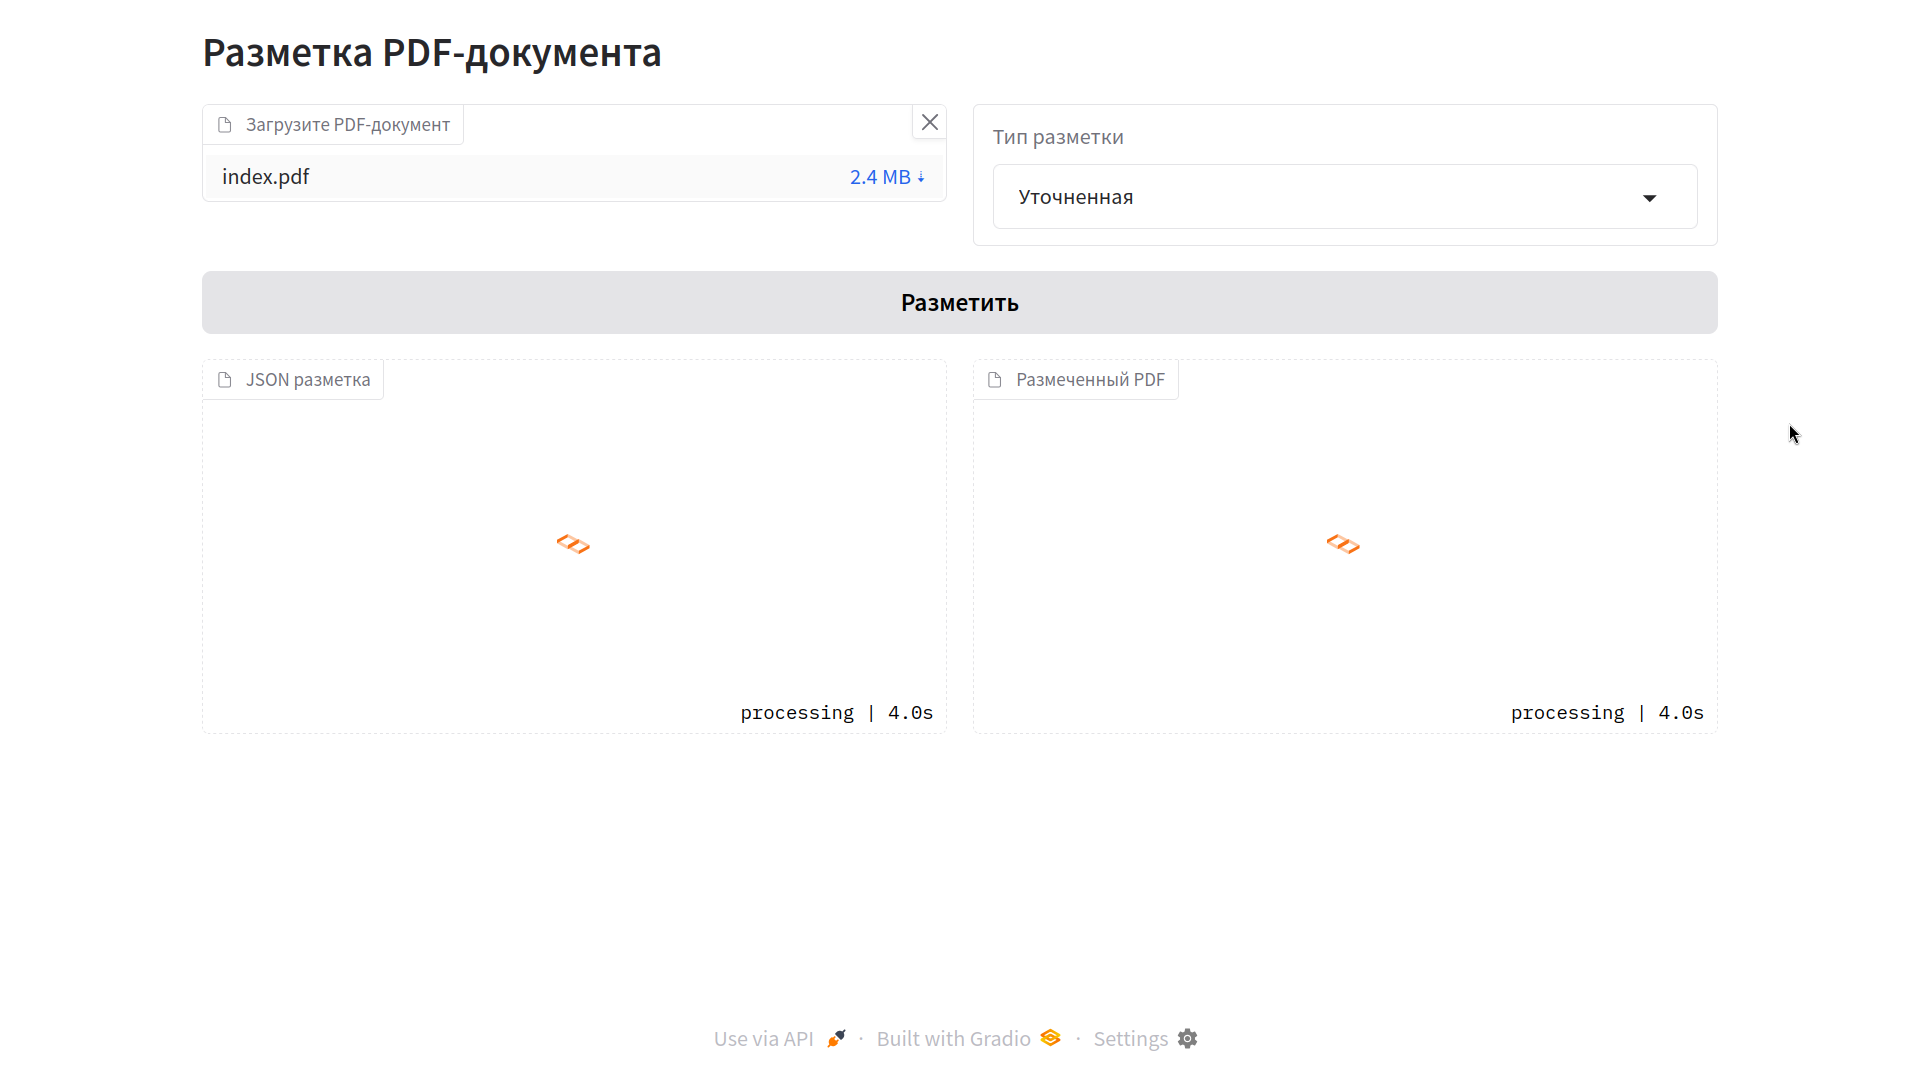 Разметка PDF-документа
Загрузите PDF-документ
index.pdf 2.4 MB ⇣
Тип разметки
Уточненная
Разметить
JSON разметка
processing | 4.0s
Размеченный PDF
processing | 4.0s
Use via API · Built with Gradio · Settings